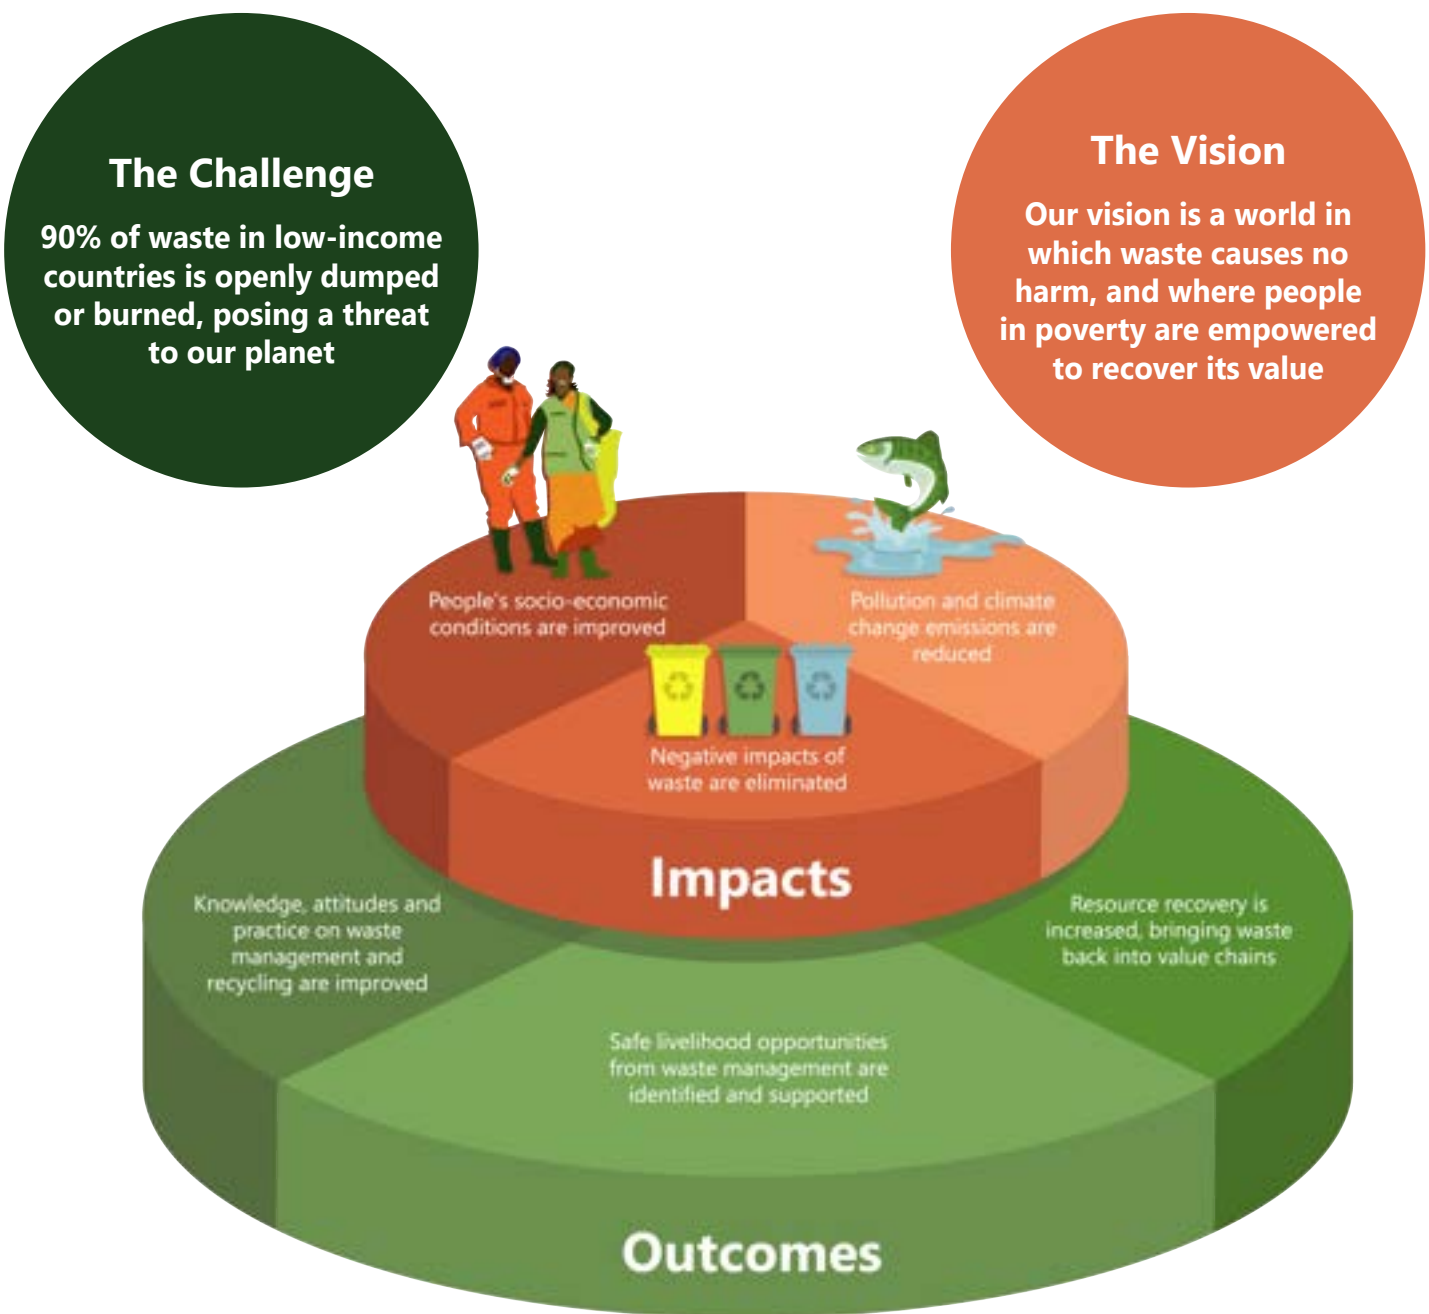 The Challenge
90% of waste in low-income
countries is openly dumped
or burned, posing a threat
to our planet
The Vision
Our vision is a world in
which waste causes no
harm, and where people
in poverty are empowered
to recover its value
People's socio-economic
conditions are improved
Pollution and climate
change emissions are
reduced
Negative impacts of
waste are eliminated
Impacts
Knowledge, attitudes and
practice on waste
management and
recycling are improved
Resource recovery is
increased, bringing waste
back into value chains
Safe livelihood opportunities
from waste management are
identified and supported
Outcomes